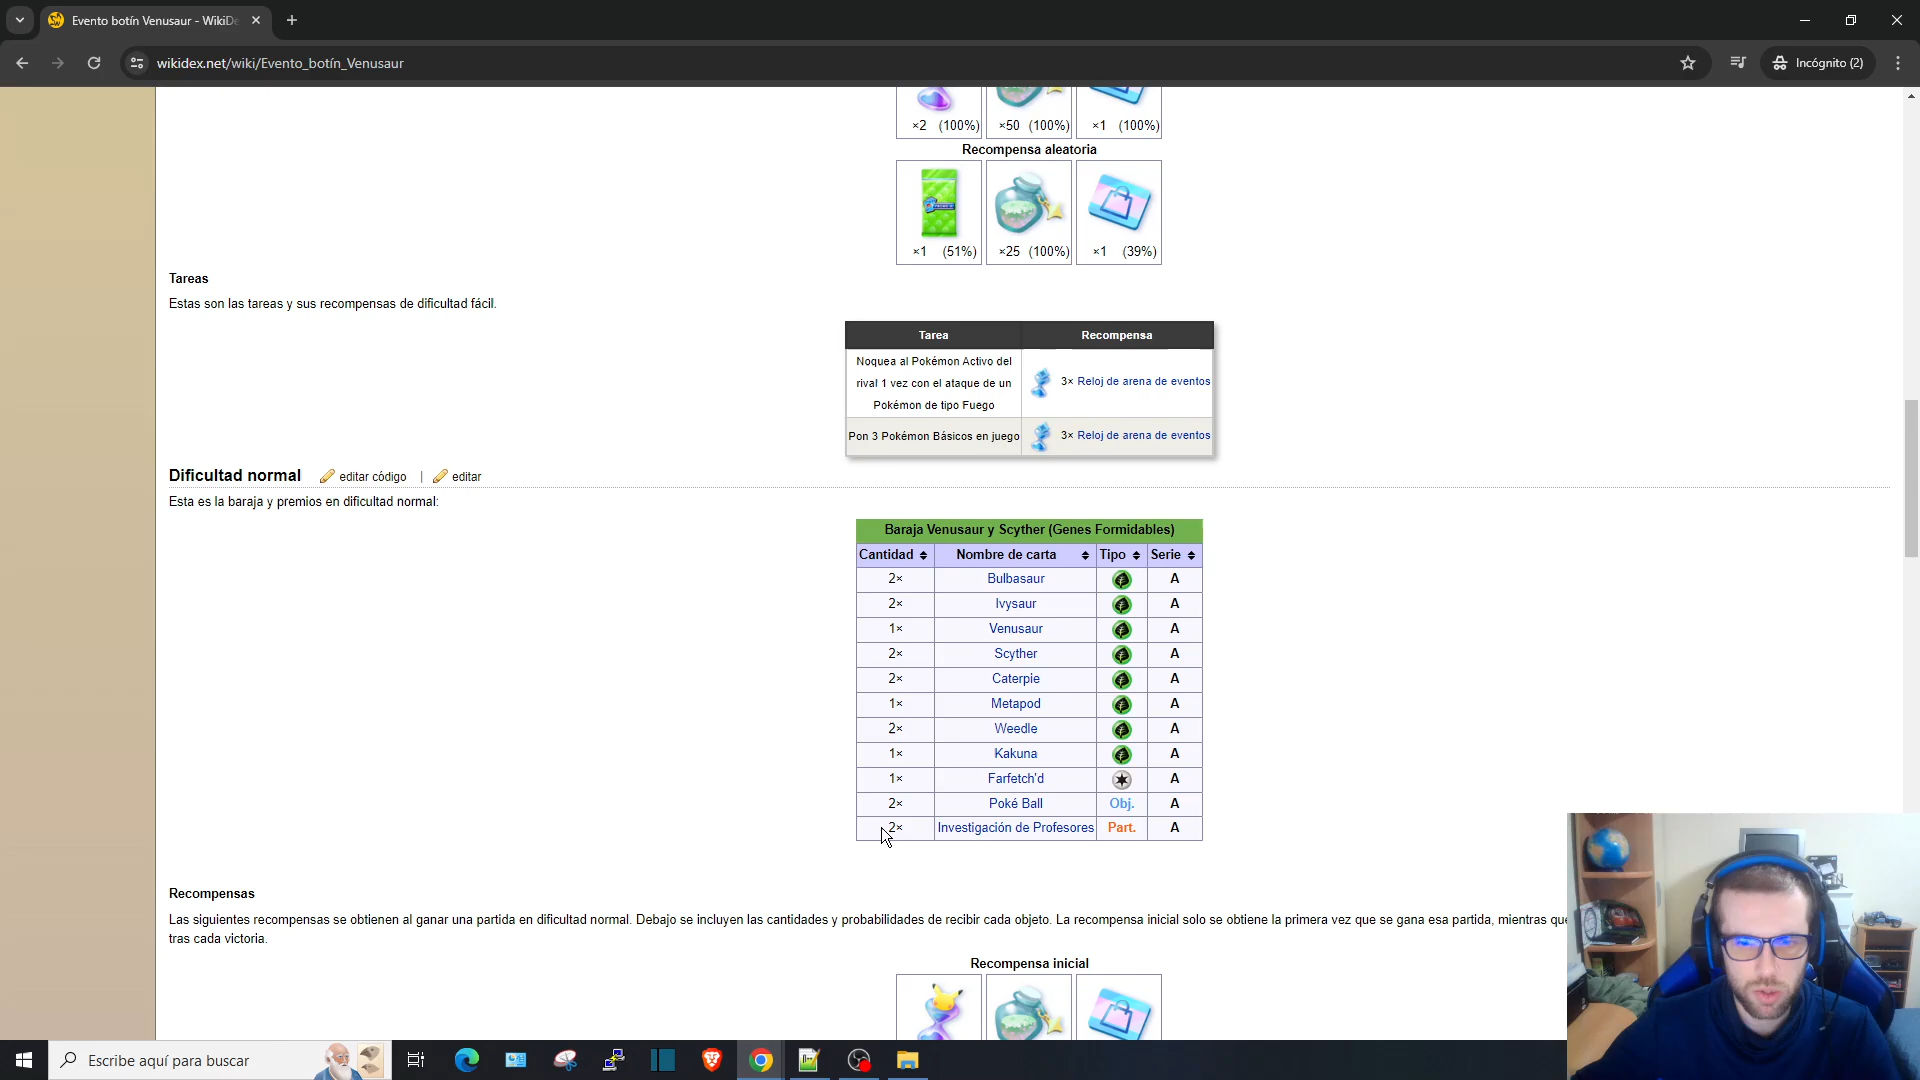 Evento botín Venusaur - WikiDe
wikidex.net/wiki/Evento_botín_Venusaur
Incógnito (2)
×2 (100%) ×50 (100%) ×1 (100%)
Recompensa aleatoria
×1 (51%) ×25 (100%) ×1 (39%)
Tareas
Estas son las tareas y sus recompensas de dificultad fácil.
Tarea Recompensa
Noquea al Pokémon Activo del
rival 1 vez con el ataque de un
Pokémon de tipo Fuego
3× Reloj de arena de eventos
Pon 3 Pokémon Básicos en juego 3× Reloj de arena de eventos
Dificultad normal editar código | editar
Esta es la baraja y premios en dificultad normal:
Baraja Venusaur y Scyther (Genes Formidables)
Cantidad Nombre de carta Tipo Serie
2× Bulbasaur A
2× Ivysaur A
1× Venusaur A
2× Scyther A
2× Caterpie A
1× Metapod A
2× Weedle A
1× Kakuna A
1× Farfetch'd A
2× Poké Ball Obj. A
2× Investigación de Profesores Part. A
Recompensas
Las siguientes recompensas se obtienen al ganar una partida en dificultad normal. Debajo se incluyen las cantidades y probabilidades de recibir cada objeto. La recompensa inicial solo se obtiene la primera vez que se gana esa partida, mientras que
tras cada victoria.
Recompensa inicial
Escribe aquí para buscar